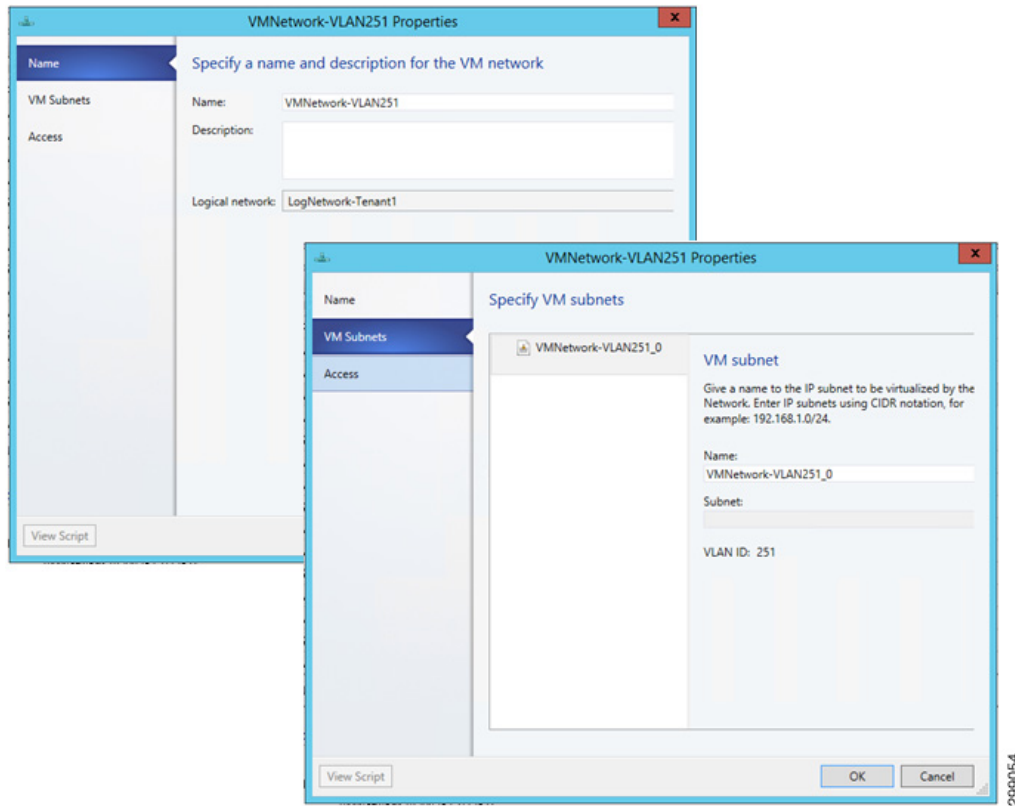 VMNetwork-VLAN251 Properties
x
Name
VM Subnets
Access
Specify a name and description for the VM network
Name:
VMNetwork-VLAN251
Description:
Logical network:
LogNetwork-Tenant1
View Script
VMNetwork-VLAN251 Properties
x
Name
VM Subnets
Access
Specify VM subnets
VMNetwork-VLAN251_0
VM subnet
Give a name to the IP subnet to be virtualized by the
Network. Enter IP subnets using CIDR notation, for
example: 192.168.1.0/24.
Name:
VMNetwork-VLAN251_0
Subnet:
VLAN ID: 251
View Script
OK
Cancel
299054